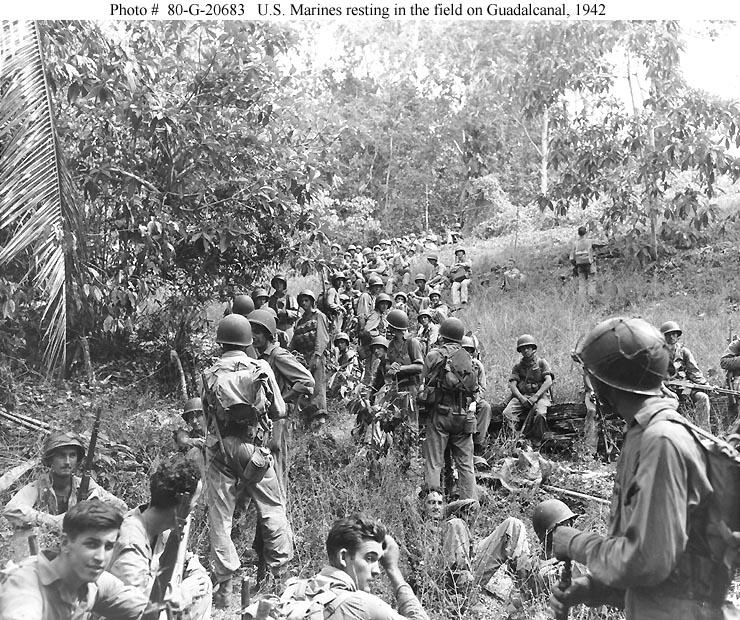 Photo # 80-G-20683 U.S. Marines resting in the field on Guadalcanal, 1942